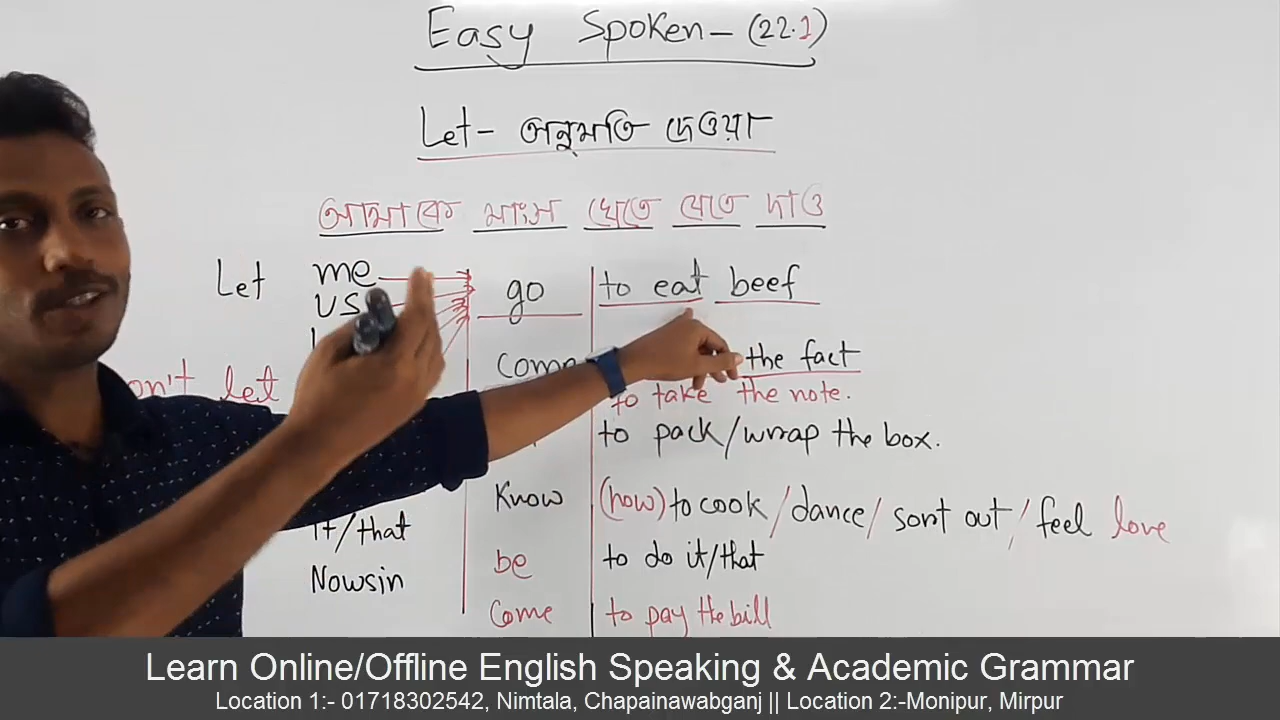 Easy Spoken - (22.1)
Let - অনুমতি দেওয়া
আমাকে মাংস খেতে যেতে দাও
Let me go to eat beef
us
come the fact
Don't let to take the note.
to pack/wrap the box.
Know (how) to cook/dance/sort out/feel love
It/that be to do it/that
Nowsin
Come to pay the bill
Learn Online/Offline English Speaking & Academic Grammar
Location 1:- 01718302542, Nimtala, Chapainawabganj || Location 2:-Monipur, Mirpur